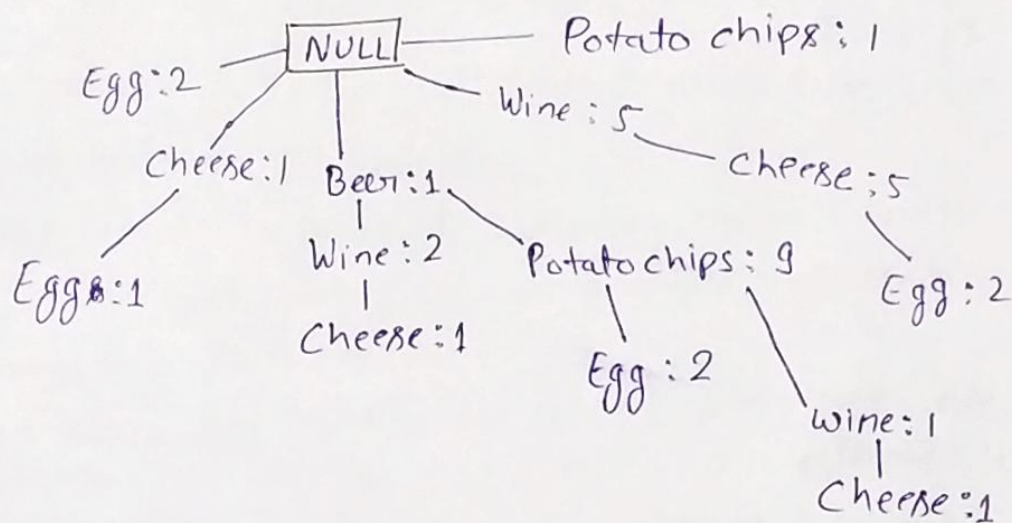 NULL
Potato chips: 1
Egg:2
Wine: 5
Cheese:1
Beer:1
Cheese:5
Eggs:1
Wine:2
Potato chips: 9
Egg:2
Cheese:1
Egg:2
Wine:1
Cheese:1